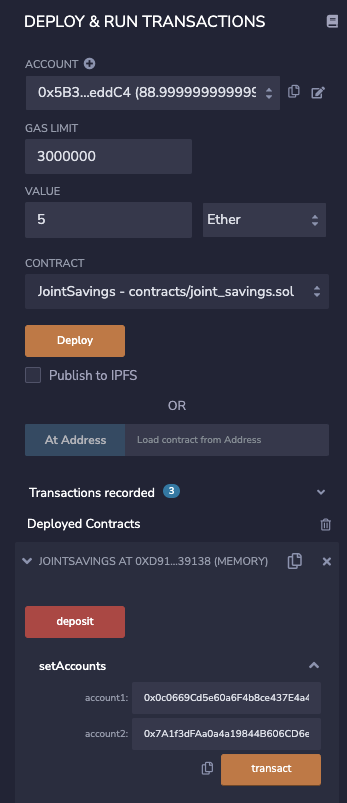 DEPLOY & RUN TRANSACTIONS
ACCOUNT
0x5B3...eddC4 (88.9999999999999
GAS LIMIT
3000000
VALUE
5 Ether
CONTRACT
JointSavings - contracts/joint_savings.sol
Deploy
Publish to IPFS
OR
At Address Load contract from Address
Transactions recorded 3
Deployed Contracts
JOINTSAVINGS AT 0XD91...39138 (MEMORY)
deposit
setAccounts
account1: 0x0c0669Cd5e60a6F4b8ce437E4a4
account2: 0x7A1f3dFAa0a4a19844B606CD6e
transact